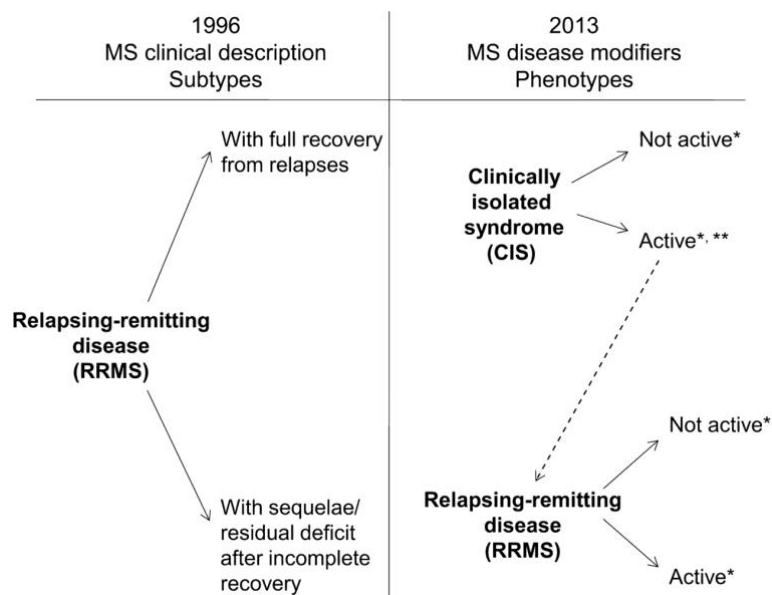 1996
MS clinical description
Subtypes
With full recovery
from relapses
Relapsing-remitting
disease
(RRMS)
With sequelae/
residual deficit
after incomplete
recovery
2013
MS disease modifiers
Phenotypes
Not active*
Clinically
isolated
syndrome
(CIS)
Active*, **
Not active*
Relapsing-remitting
disease
(RRMS)
Active*